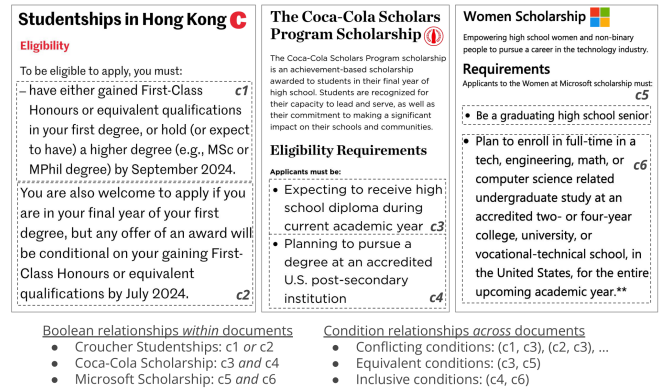 Studentships in Hong Kong C
Eligibility
To be eligible to apply, you must:
– have either gained First-Class c1
Honours or equivalent qualifications
in your first degree, or hold (or expect
to have) a higher degree (e.g., MSc or
MPhil degree) by September 2024.
You are also welcome to apply if you
are in your final year of your first
degree, but any offer of an award will
be conditional on your gaining First-
Class Honours or equivalent
qualifications by July 2024. c2
The Coca-Cola Scholars
Program Scholarship
The Coca-Cola Scholars Program scholarship
is an achievement-based scholarship
awarded to students in their final year of
high school. Students are recognized for
their capacity to lead and serve, as well as
their commitment to making a significant
impact on their schools and communities.
Eligibility Requirements
Applicants must be:
• Expecting to receive high
school diploma during
current academic year c3
• Planning to pursue a
degree at an accredited
U.S. post-secondary
institution c4
Women Scholarship
Empowering high school women and non-binary
people to pursue a career in the technology industry.
Requirements
Applicants to the Women at Microsoft scholarship must:
c5
• Be a graduating high school senior
• Plan to enroll in full-time in a
tech, engineering, math, or c6
computer science related
undergraduate study at an
accredited two- or four-year
college, university, or
vocational-technical school, in
the United States, for the entire
upcoming academic year.**
Boolean relationships within documents
● Croucher Studentships: c1 or c2
● Coca-Cola Scholarship: c3 and c4
● Microsoft Scholarship: c5 and c6
Condition relationships across documents
● Conflicting conditions: (c1, c3), (c2, c3), ...
● Equivalent conditions: (c3, c5)
● Inclusive conditions: (c4, c6)